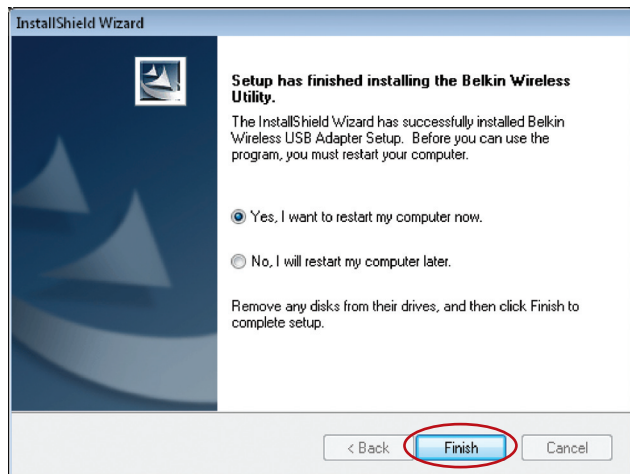 InstallShield Wizard
Setup has finished installing the Belkin Wireless
Utility.
The InstallShield Wizard has successfully installed Belkin
Wireless USB Adapter Setup.  Before you can use the
program, you must restart your computer.
Yes, I want to restart my computer now.
No, I will restart my computer later.
Remove any disks from their drives, and then click Finish to
complete setup.
< Back Finish Cancel